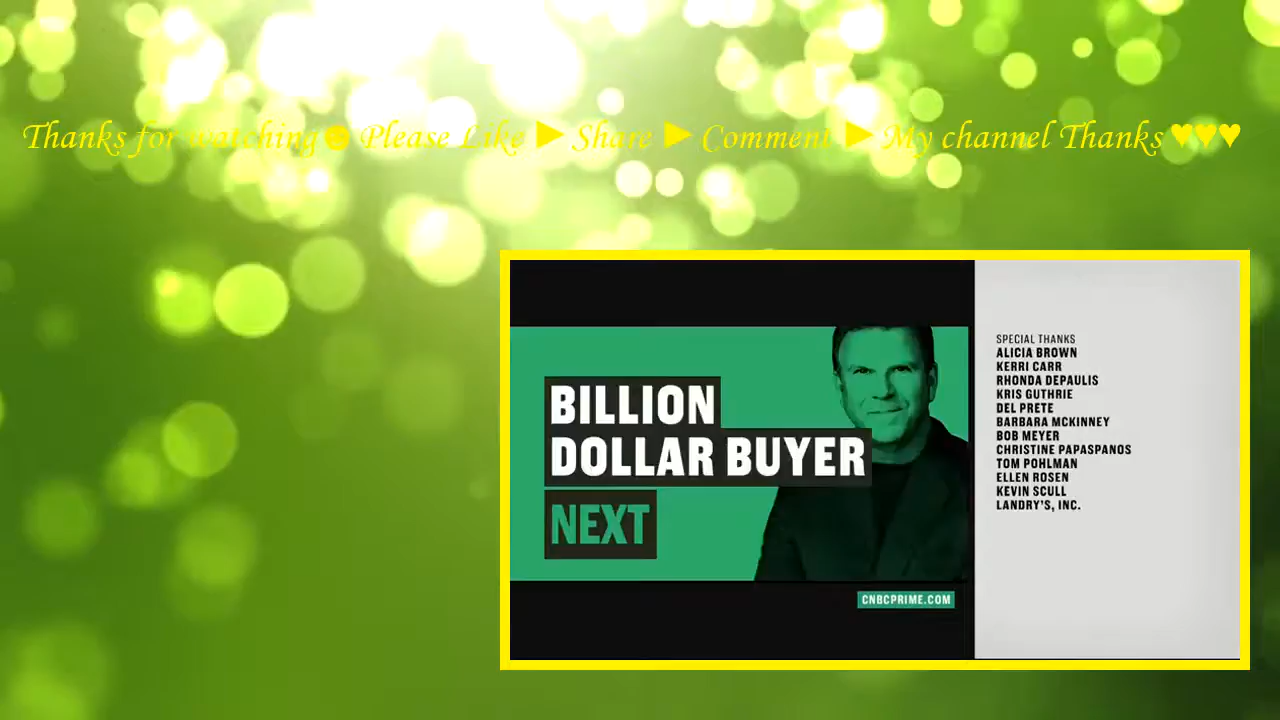 Thanks for watching☻Please Like ► Share ► Comment ► My channel Thanks♥♥♥
BILLION
DOLLAR BUYER
NEXT
CNBCPRIME.COM
SPECIAL THANKS
ALICIA BROWN
KERRI CARR
RHONDA DEPAULIS
KRIS GUTHRIE
DEL PRETE
BARBARA MCKINNEY
BOB MEYER
CHRISTINE PAPASPANOS
TOM POHLMAN
ELLEN ROSEN
KEVIN SCULL
LANDRY'S, INC.